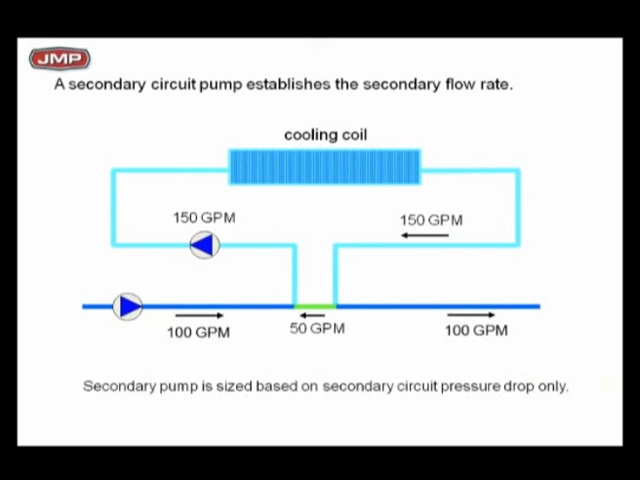 JMP
A secondary circuit pump establishes the secondary flow rate.
cooling coil
150 GPM
150 GPM
100 GPM
50 GPM
100 GPM
Secondary pump is sized based on secondary circuit pressure drop only.